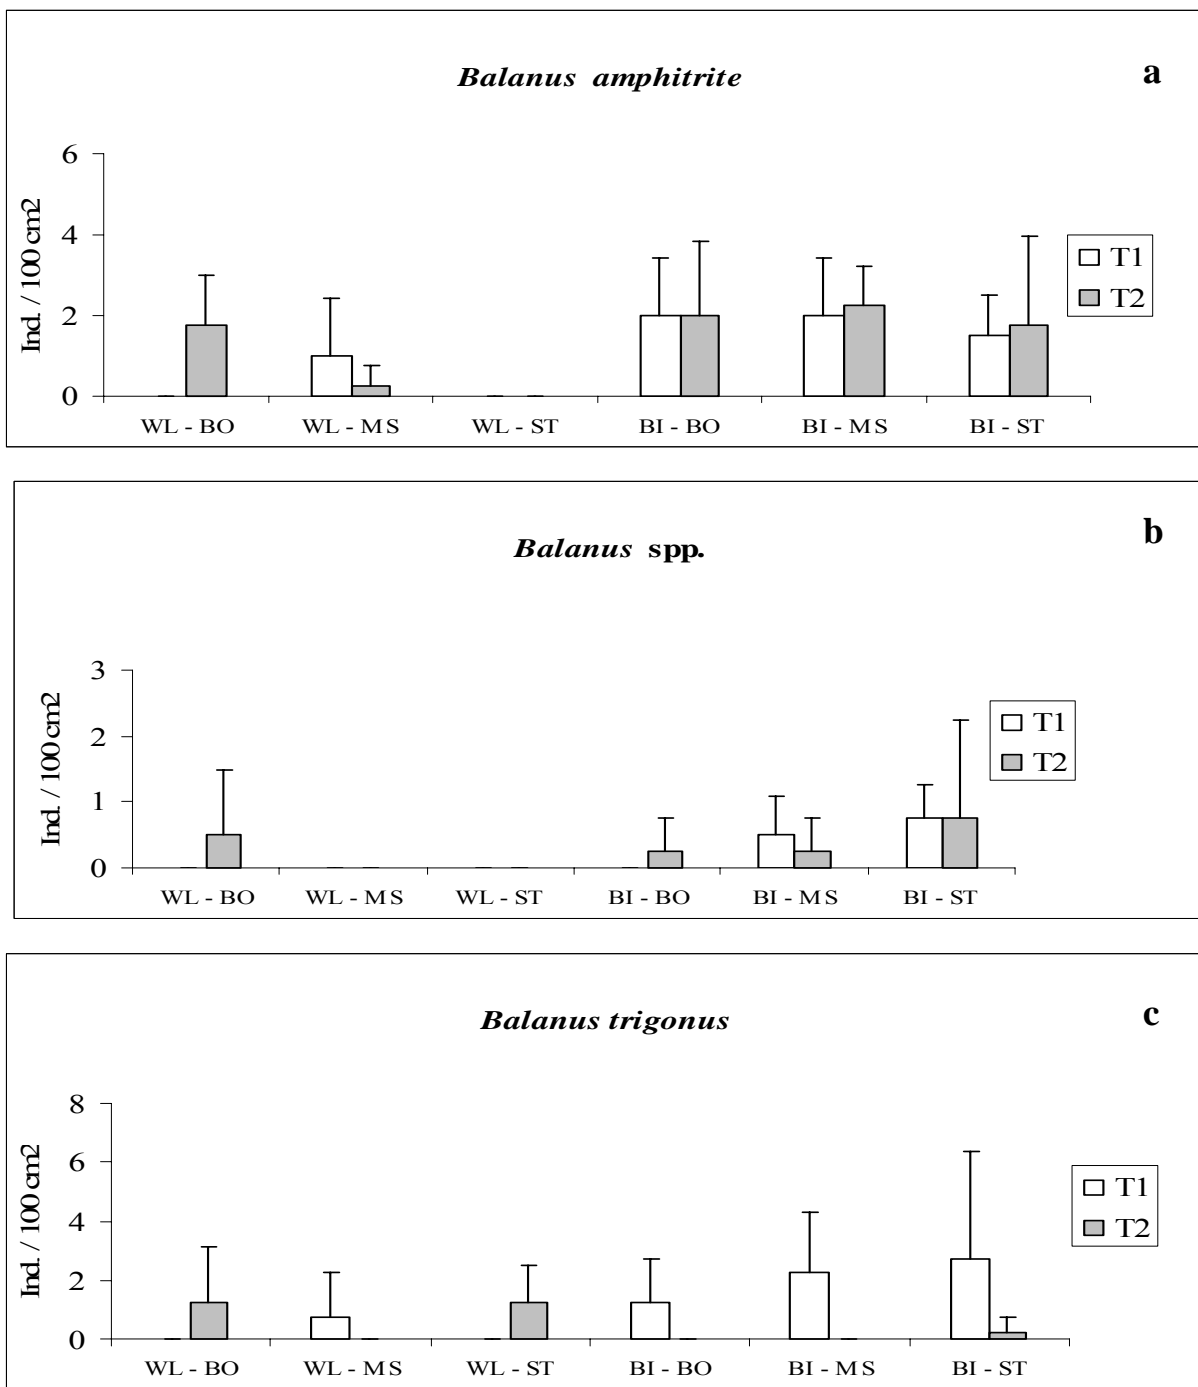 Balanus amphitrite
a
Ind. / 100 cm2
6
4
2
0
WL - BO WL - MS WL - ST BI - BO BI - MS BI - ST
T1
T2
Balanus spp.
b
Ind. / 100 cm2
3
2
1
0
WL - BO WL - MS WL - ST BI - BO BI - MS BI - ST
T1
T2
Balanus trigonus
c
Ind. / 100 cm2
8
6
4
2
0
WL - BO WL - MS WL - ST BI - BO BI - MS BI - ST
T1
T2